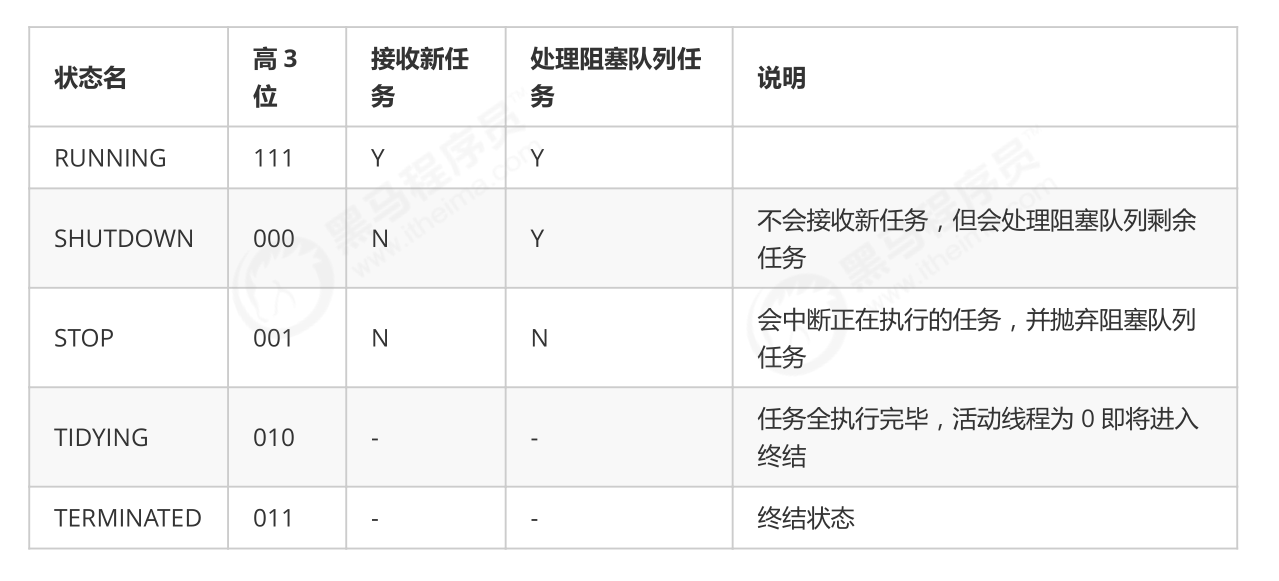 状态名
高 3
位
接收新任
务
处理阻塞队列任
务
说明
RUNNING
111
Y
Y
SHUTDOWN
000
N
Y
不会接收新任务，但会处理阻塞队列剩余
任务
STOP
001
N
N
会中断正在执行的任务，并抛弃阻塞队列
任务
TIDYING
010
-
-
任务全执行完毕，活动线程为 0 即将进入
终结
TERMINATED
011
-
-
终结状态
黑马程序员
www.itheima.com
黑马程序员
www.itheima.com